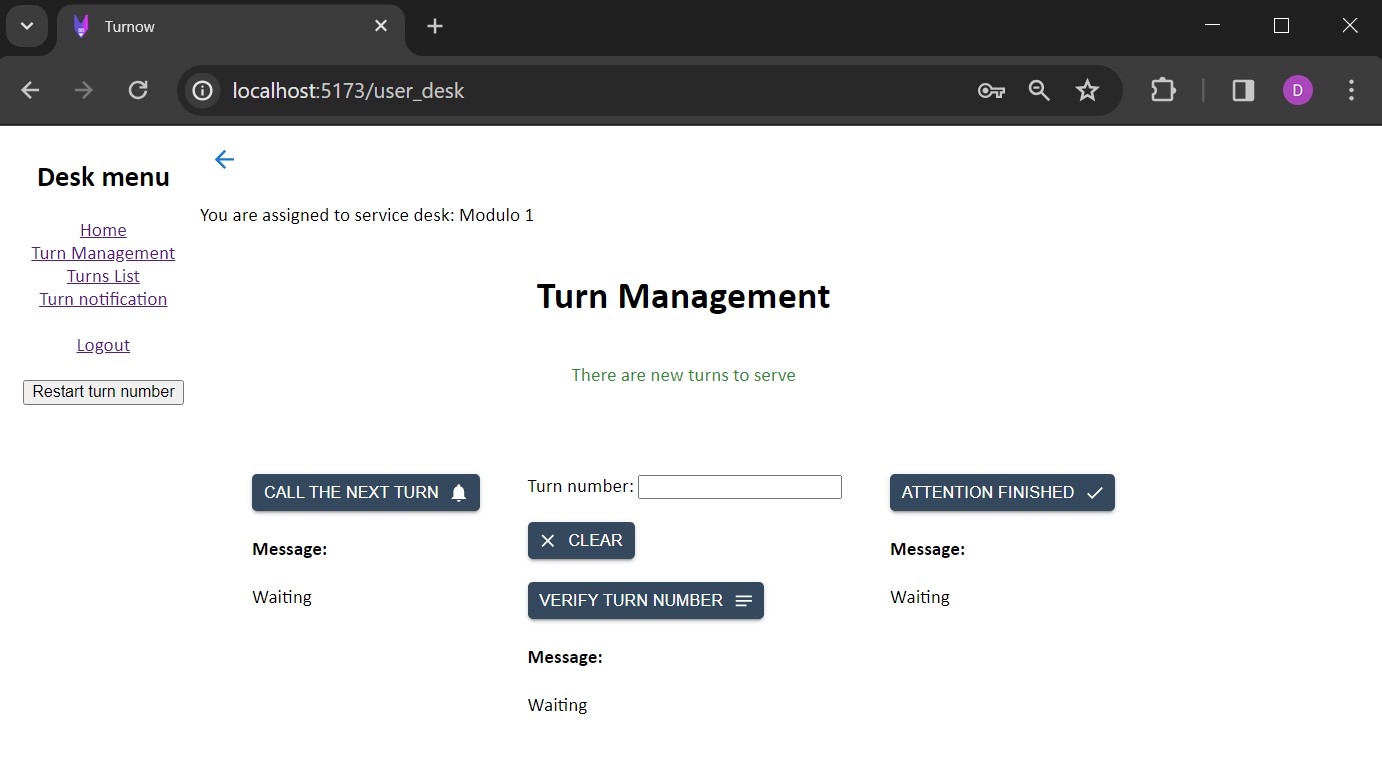 Turnow
localhost:5173/user_desk
D
Desk menu
Home
Turn Management
Turns List
Turn notification
Logout
Restart turn number
You are assigned to service desk: Modulo 1
Turn Management
There are new turns to serve
CALL THE NEXT TURN
Message:
Waiting
Turn number:
CLEAR
VERIFY TURN NUMBER
Message:
Waiting
ATTENTION FINISHED
Message:
Waiting